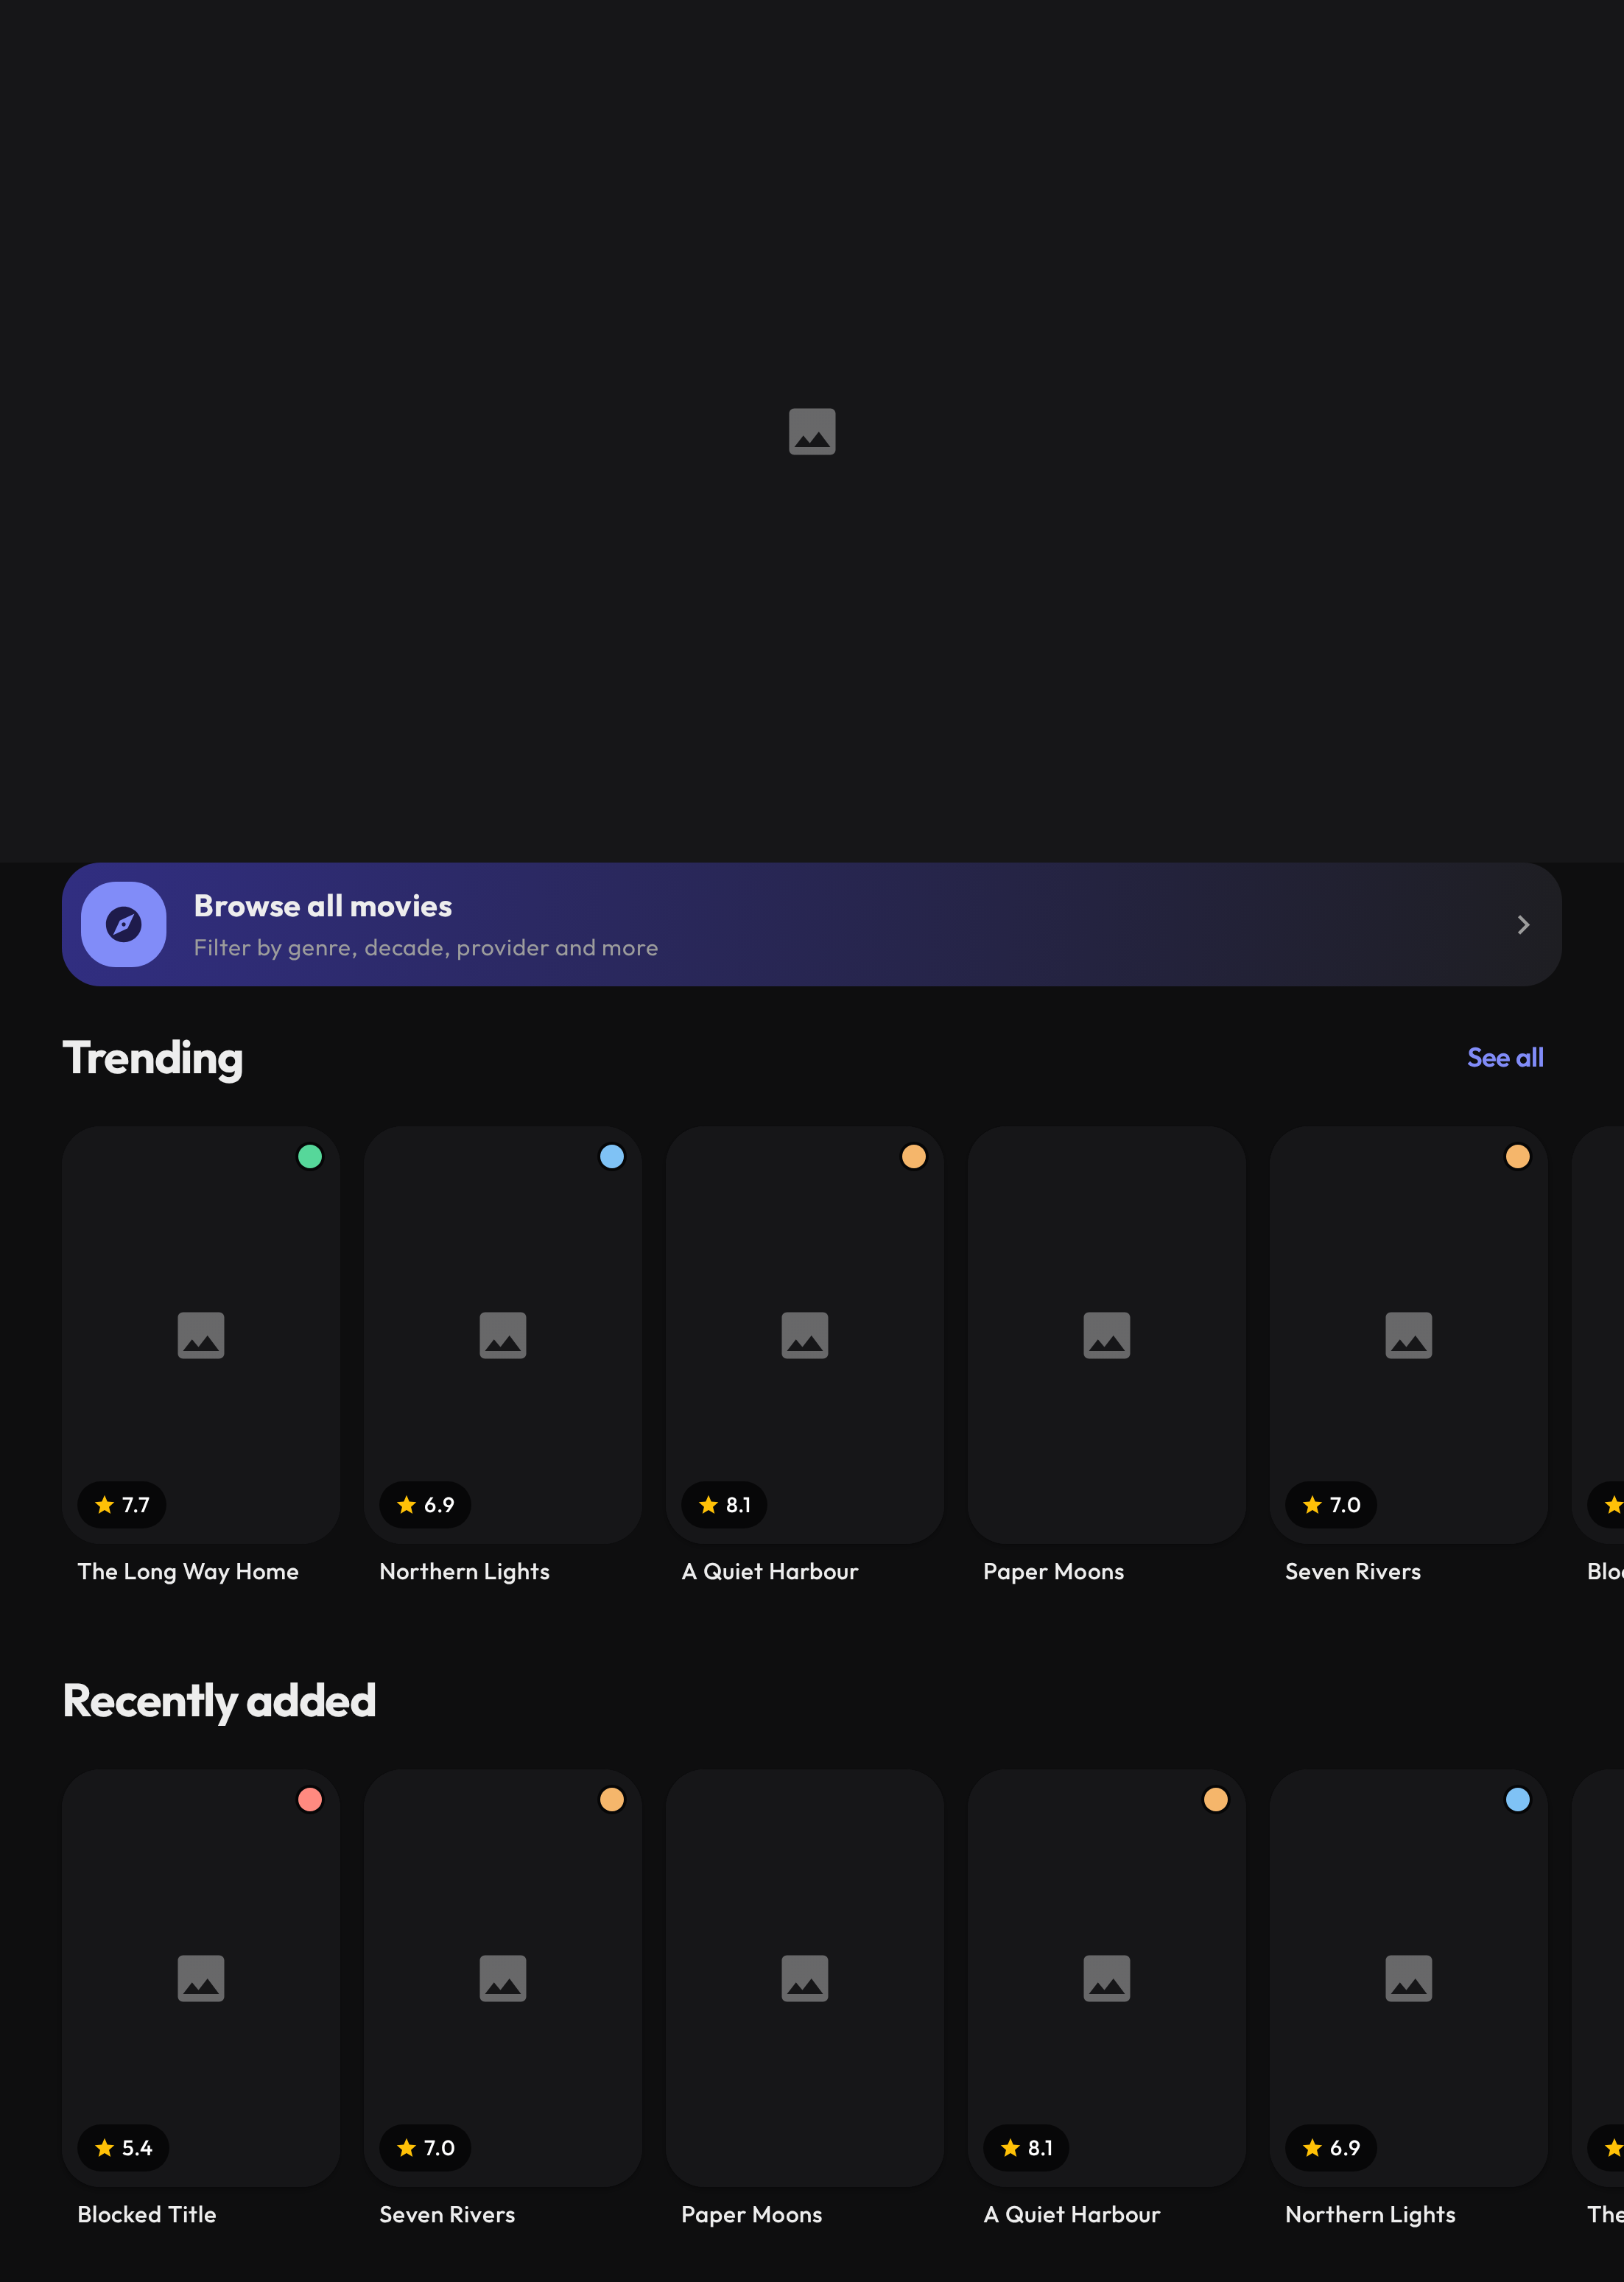 Browse all movies
Filter by genre, decade, provider and more
Trending
See all
7.7
6.9
8.1
7.0
The Long Way Home
Northern Lights
A Quiet Harbour
Paper Moons
Seven Rivers
Bloc
Recently added
5.4
7.0
8.1
6.9
Blocked Title
Seven Rivers
Paper Moons
A Quiet Harbour
Northern Lights
The